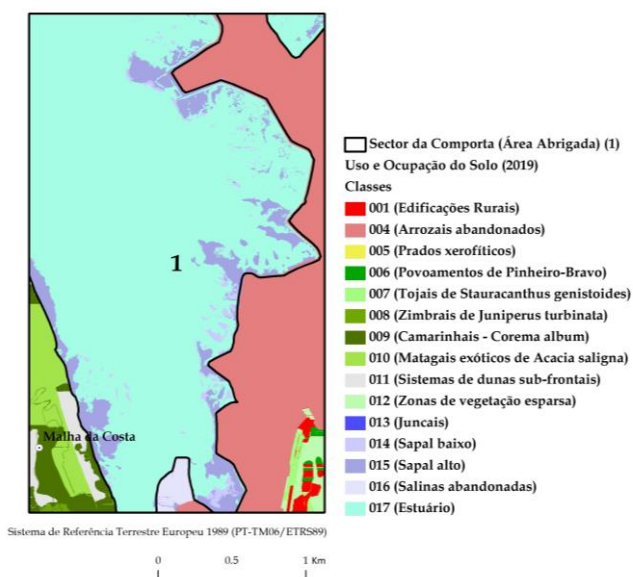 1
Malha da Costa
Sector da Comporta (Área Abrigada) (1)
Uso e Ocupação do Solo (2019)
Classes
001 (Edificações Rurais)
004 (Arrozais abandonados)
005 (Prados xerofíticos)
006 (Povoamentos de Pinheiro-Bravo)
007 (Tojais de Stauracanthus genistoides)
008 (Zimbrais de Juniperus turbinata)
009 (Camarinhais - Corema album)
010 (Matagais exóticos de Acacia saligna)
011 (Sistemas de dunas sub-frontais)
012 (Zonas de vegetação esparsa)
013 (Juncais)
014 (Sapal baixo)
015 (Sapal alto)
016 (Salinas abandonadas)
017 (Estuário)
Sistema de Referência Terrestre Europeu 1989 (PT-TM06/ETRS89)
0 0.5 1 Km